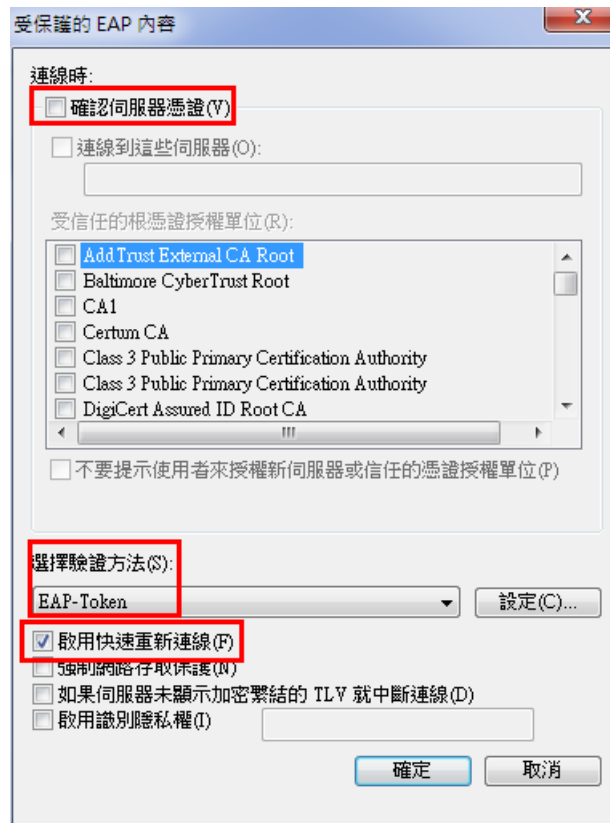 受保護的 EAP 內容
連線時:
確認伺服器憑證(V)
連線到這些伺服器(O):
受信任的根憑證授權單位(R):
AddTrust External CA Root
Baltimore CyberTrust Root
CA1
Certum CA
Class 3 Public Primary Certification Authority
Class 3 Public Primary Certification Authority
DigiCert Assured ID Root CA
不要提示使用者來授權新伺服器或信任的憑證授權單位(P)
選擇驗證方法(S):
EAP-Token 設定(C)...
啟用快速重新連線(F)
強制網路存取保護(N)
如果伺服器未顯示加密繫結的 TLV 就中斷連線(D)
啟用識別隱私權(I)
確定 取消